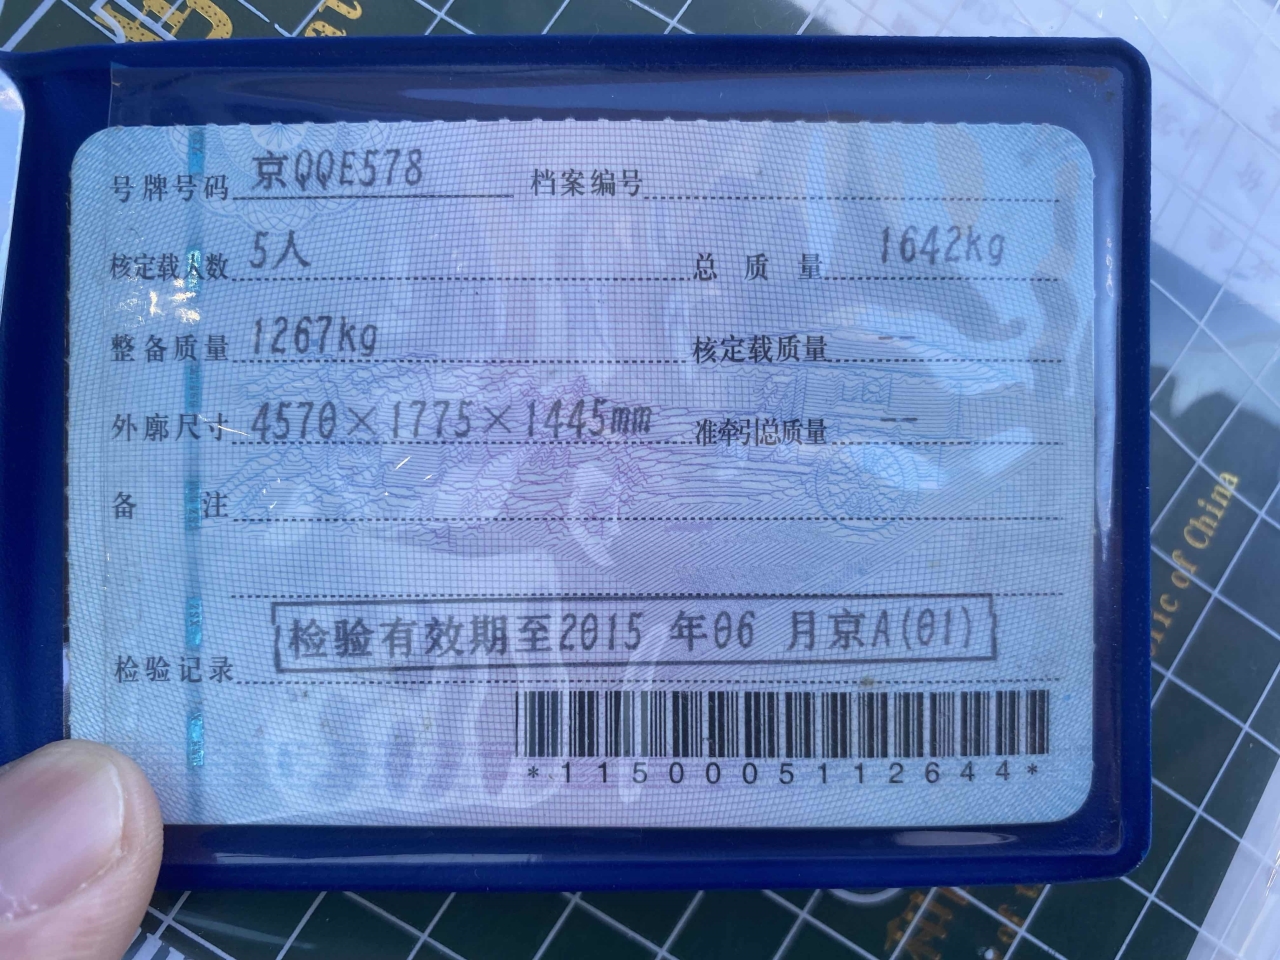 号牌号码 京QQE578 档案编号
核定载人数 5人 总质量 1642kg
整备质量 1267kg 核定载质量 --
外廓尺寸 4570×1775×1445mm 准牵引总质量 --
备注
检验记录 检验有效期至2015 年06 月京A(01)
*1150005112644*
of China